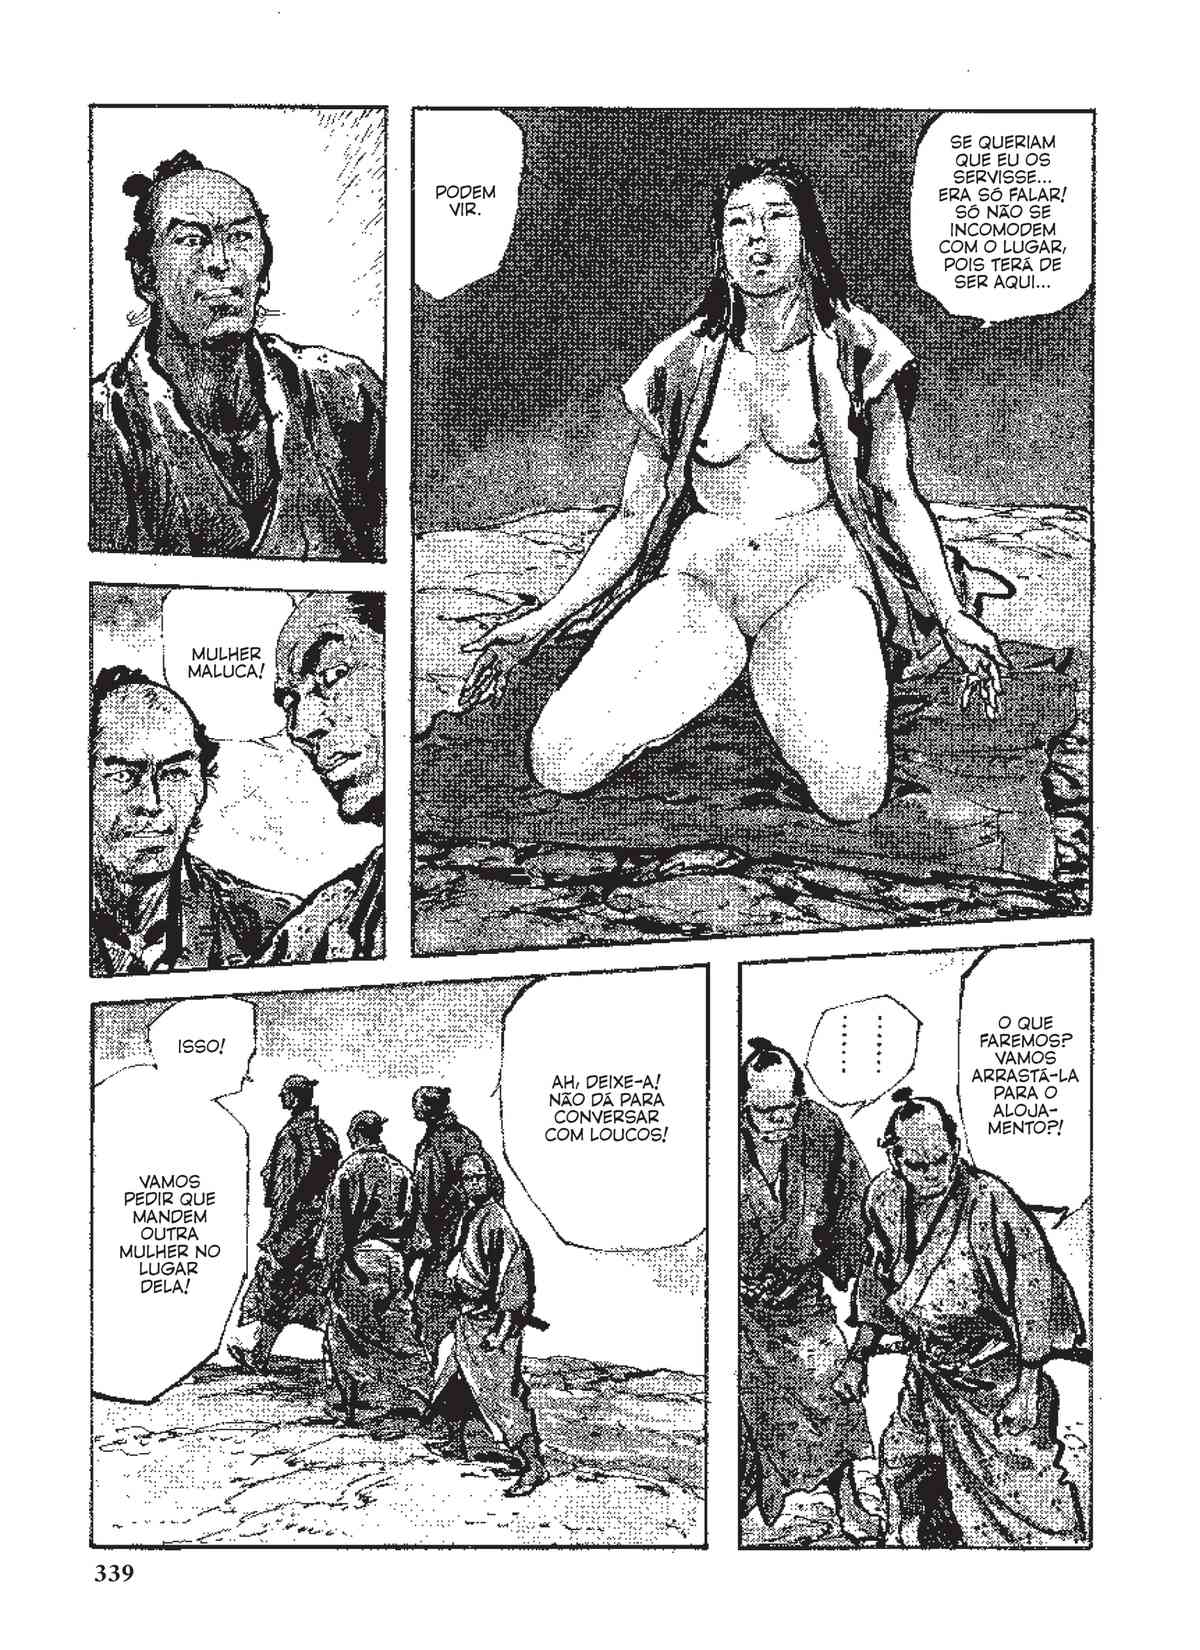 SE QUERIAM
QUE EU OS
SERVISSE...
ERA SÓ FALAR!
SÓ NÃO SE
INCOMODEM
COM O LUGAR,
POIS TERÁ DE
SER AQUI...
PODEM
VIR.
MULHER
MALUCA!
O QUE
FAREMOS?
VAMOS
ARRASTÁ-LA
PARA O
ALOJA-
MENTO?!
AH, DEIXE-A!
NÃO DÁ PARA
CONVERSAR
COM LOUCOS!
ISSO!
VAMOS
PEDIR QUE
MANDEM
OUTRA
MULHER NO
LUGAR
DELA!
339